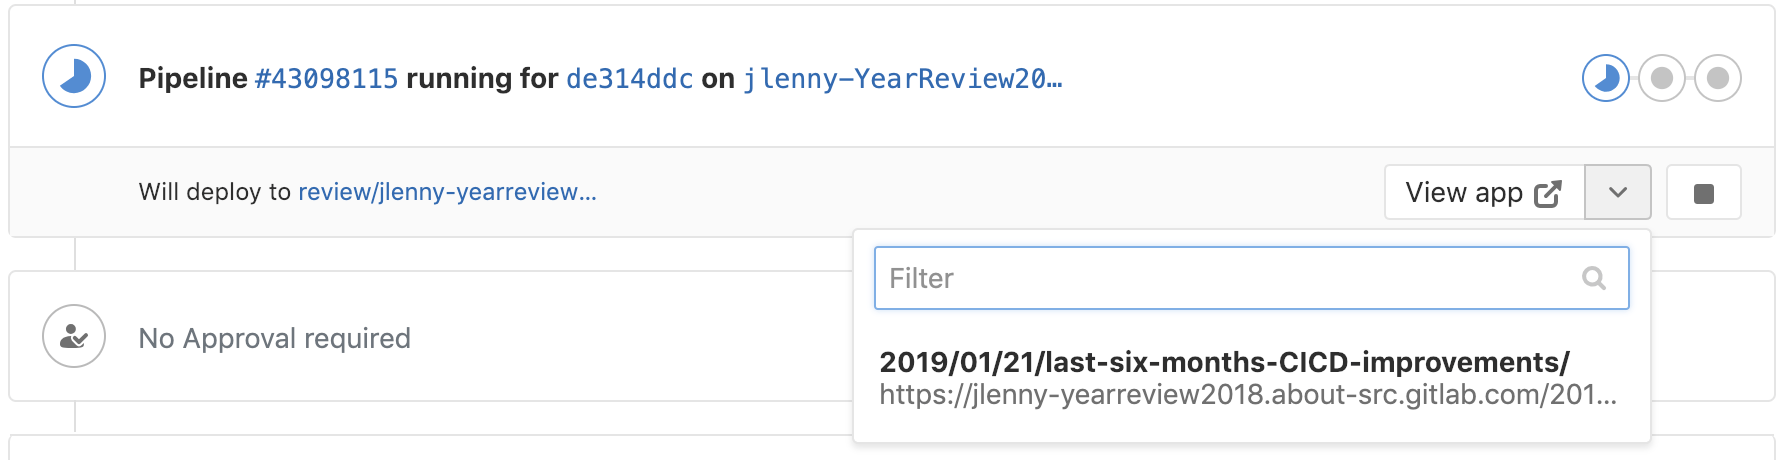 Pipeline #43098115 running for de314ddc on jlenny-YearReview20…
Will deploy to review/jlenny-yearreview...
View app
Filter
No Approval required
2019/01/21/last-six-months-CICD-improvements/
https://jlenny-yearreview2018.about-src.gitlab.com/201...